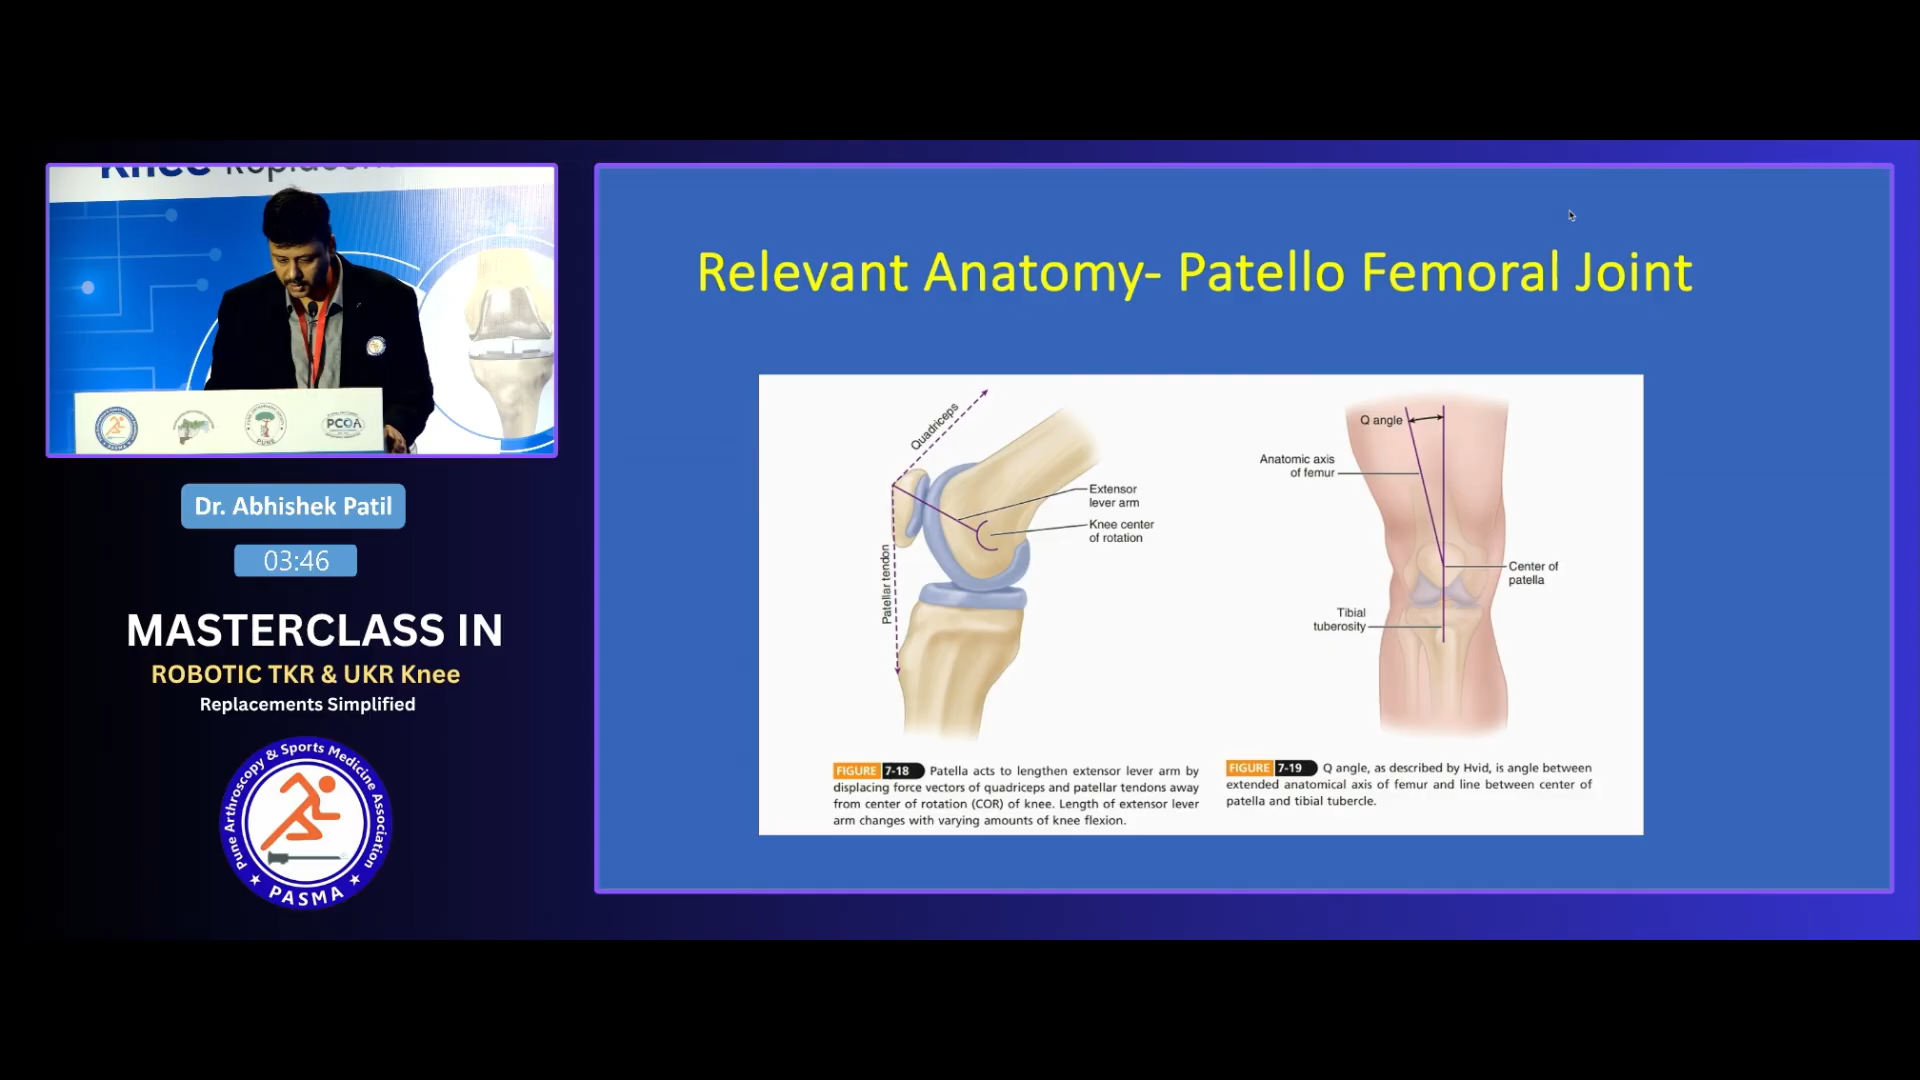 Knee Replacem
PUNE
PCOA
Dr. Abhishek Patil
03:46
MASTERCLASS IN
ROBOTIC TKR & UKR Knee
Replacements Simplified
Pune Arthroscopy & Sports Medicine Association
PASMA
Relevant Anatomy- Patello Femoral Joint
Quadriceps
Extensor
lever arm
Knee center
of rotation
Patellar tendon
Q angle
Anatomic axis
of femur
Center of
patella
Tibial
tuberosity
FIGURE 7-18 Patella acts to lengthen extensor lever arm by
displacing force vectors of quadriceps and patellar tendons away
from center of rotation (COR) of knee. Length of extensor lever
arm changes with varying amounts of knee flexion.
FIGURE 7-19 Q angle, as described by Hvid, is angle between
extended anatomical axis of femur and line between center of
patella and tibial tubercle.